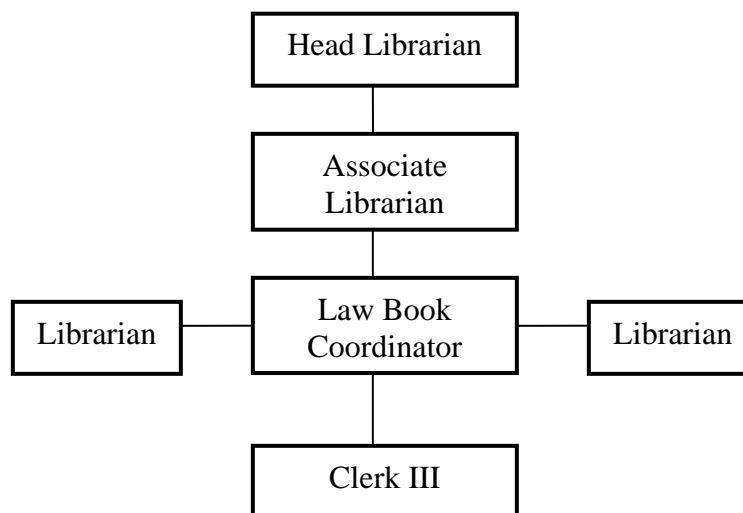 Head Librarian
Associate
Librarian
Librarian
Law Book
Coordinator
Librarian
Clerk III